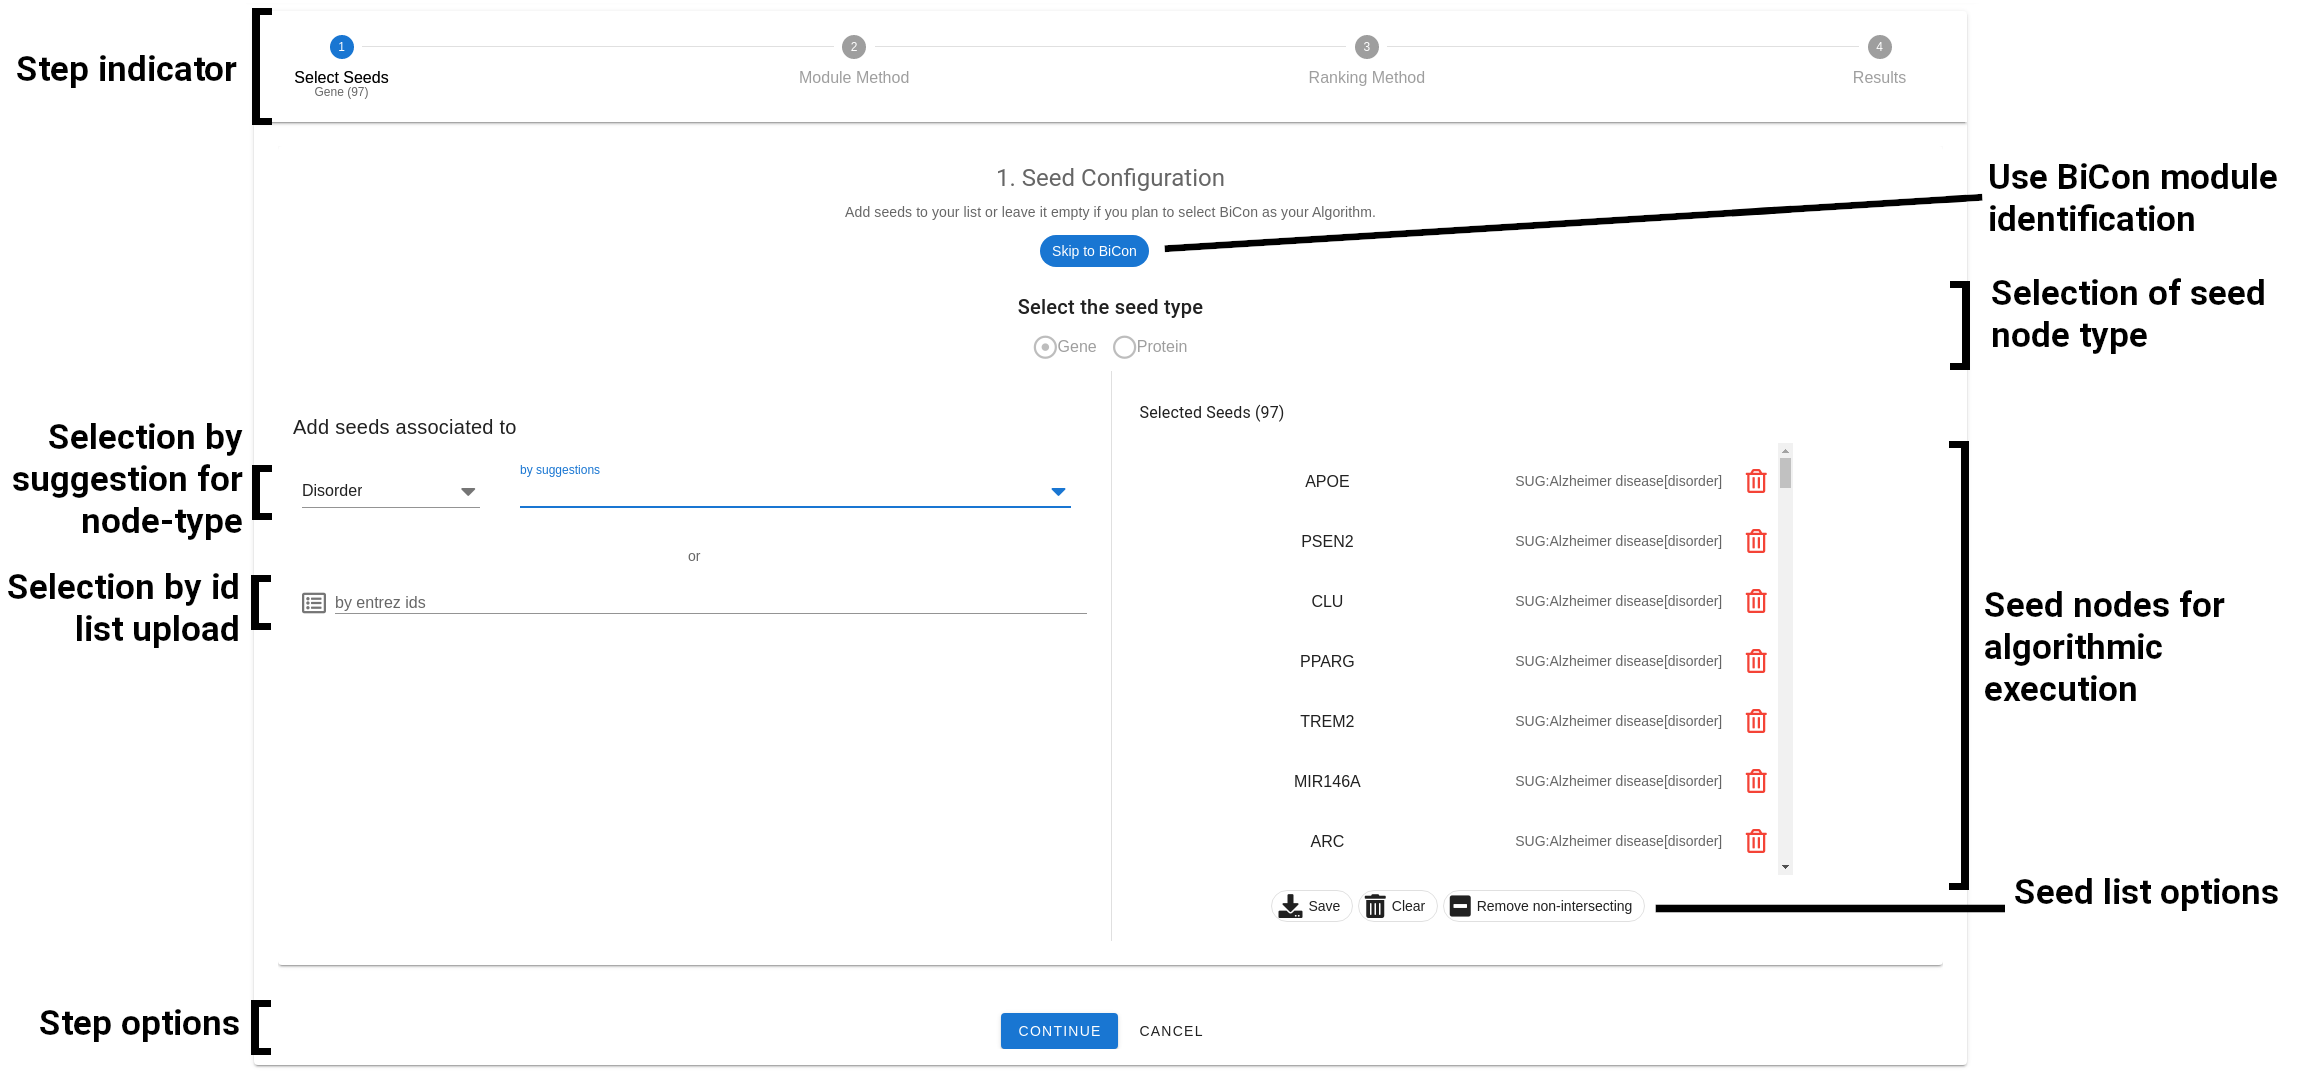 Step indicator
1
2
3
4
Select Seeds
Gene (97)
Module Method
Ranking Method
Results
1. Seed Configuration
Add seeds to your list or leave it empty if you plan to select BiCon as your Algorithm.
Skip to BiCon
Use BiCon module
identification
Select the seed type
Gene
Protein
Selection of seed
node type
Selection by
suggestion for
node-type
Add seeds associated to
Disorder
by suggestions
or
Selection by id
list upload
by entrez ids
Selected Seeds (97)
APOE SUG:Alzheimer disease[disorder]
PSEN2 SUG:Alzheimer disease[disorder]
CLU SUG:Alzheimer disease[disorder]
PPARG SUG:Alzheimer disease[disorder]
TREM2 SUG:Alzheimer disease[disorder]
MIR146A SUG:Alzheimer disease[disorder]
ARC SUG:Alzheimer disease[disorder]
Seed nodes for
algorithmic
execution
Save
Clear
Remove non-intersecting
Seed list options
Step options
CONTINUE
CANCEL